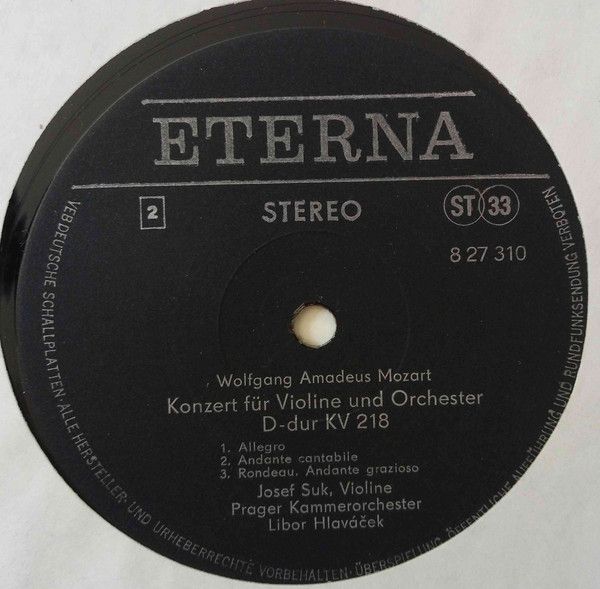 ETERNA
2
STEREO
ST 33
8 27 310
Wolfgang Amadeus Mozart
Konzert für Violine und Orchester
D-dur KV 218
1. Allegro
2. Andante cantabile
3. Rondeau. Andante grazioso
Josef Suk, Violine
Prager Kammerorchester
Libor Hlaváček
VEB DEUTSCHE SCHALLPLATTEN · ALLE HERSTELLER- UND URHEBERRECHTE VORBEHALTEN · ÜBERSPIELUNG, ÖFFENTLICHE AUFFÜHRUNG UND RUNDFUNKSENDUNG VERBOTEN